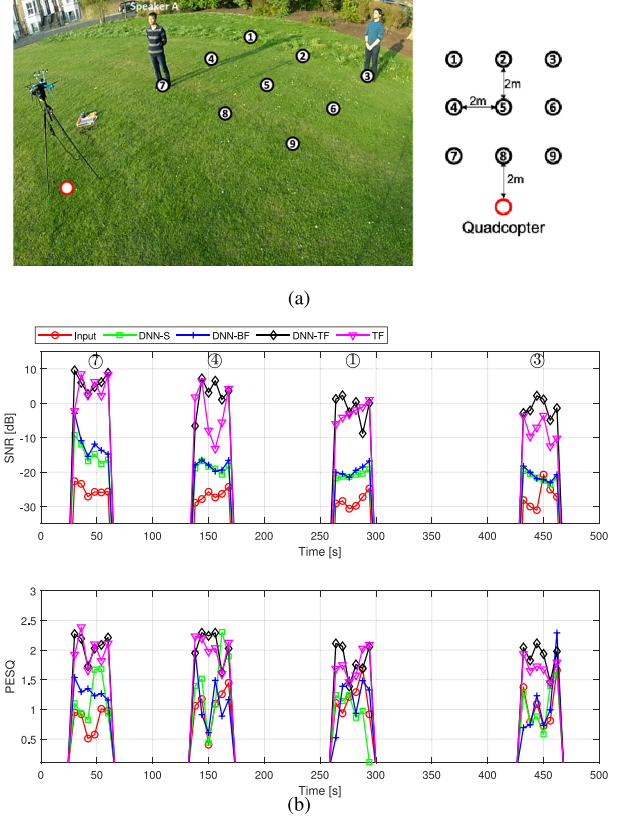 Speaker A
1
2
4
3
7
5
8
6
9
1 2 3
2m
4 2m 5 6
7 8 9
2m
Quadcopter
(a)
Input DNN-S DNN-BF DNN-TF TF
7 4 1 3
10
0
-10
-20
-30
SNR [dB]
0 50 100 150 200 250 300 350 400 450 500
Time [s]
3
2.5
2
1.5
1
0.5
PESQ
0 50 100 150 200 250 300 350 400 450 500
Time [s]
(b)